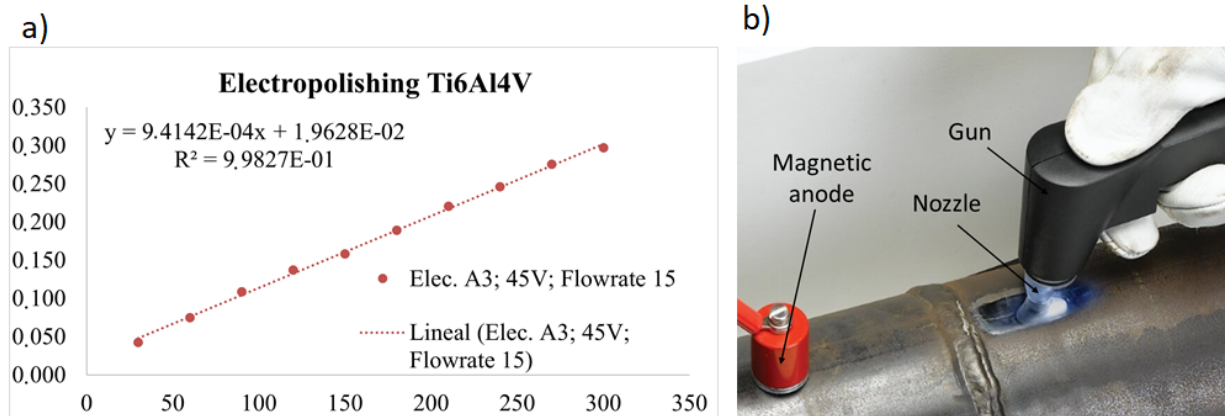 a)
Electropolishing Ti6Al4V
0.350
0.300
0.250
0.200
0.150
0.100
0.050
0.000
y = 9.4142E-04x + 1.9628E-02
R² = 9.9827E-01
Elec. A3; 45V; Flowrate 15
Lineal (Elec. A3; 45V;
Flowrate 15)
0 50 100 150 200 250 300 350
b)
Gun
Magnetic
anode
Nozzle